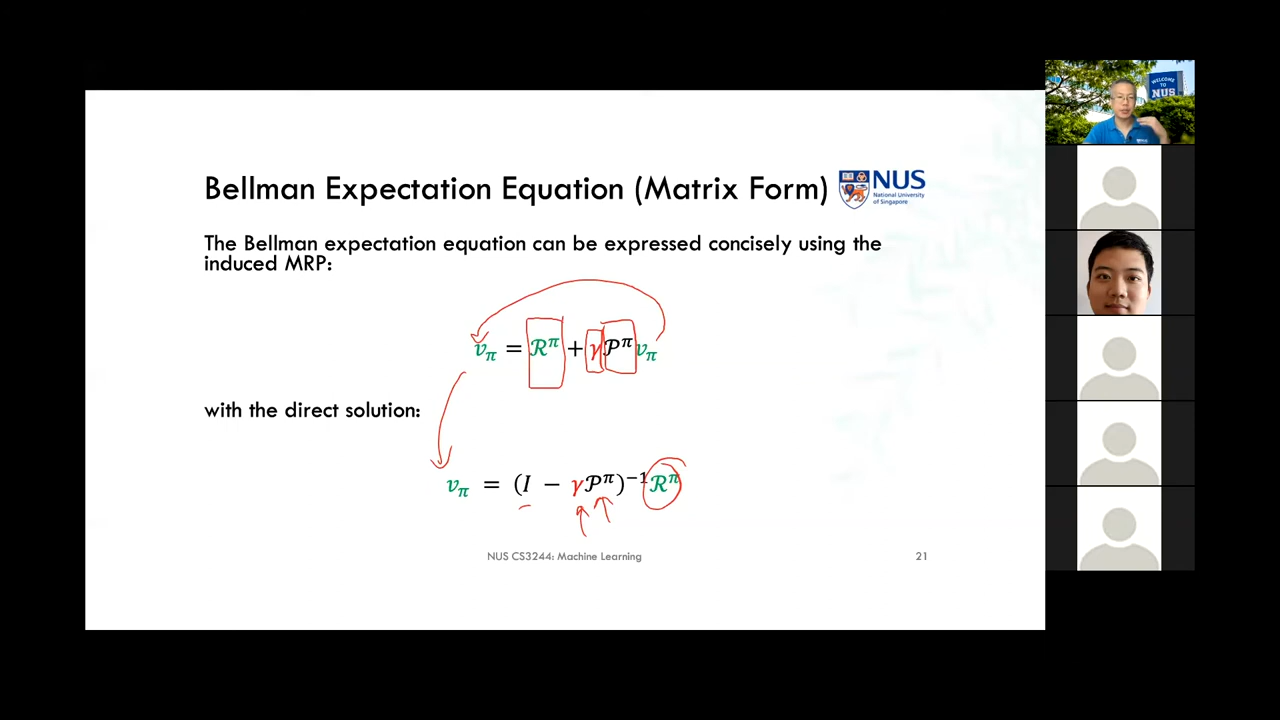 Bellman Expectation Equation (Matrix Form)
NUS
National University
of Singapore
The Bellman expectation equation can be expressed concisely using the
induced MRP:
𝑣_π = ℛ^π + γ𝒫^π 𝑣_π
with the direct solution:
𝑣_π = (𝐼 − γ𝒫^π)^−1 ℛ^π
NUS CS3244: Machine Learning
21
WELCOME
TO
NUS